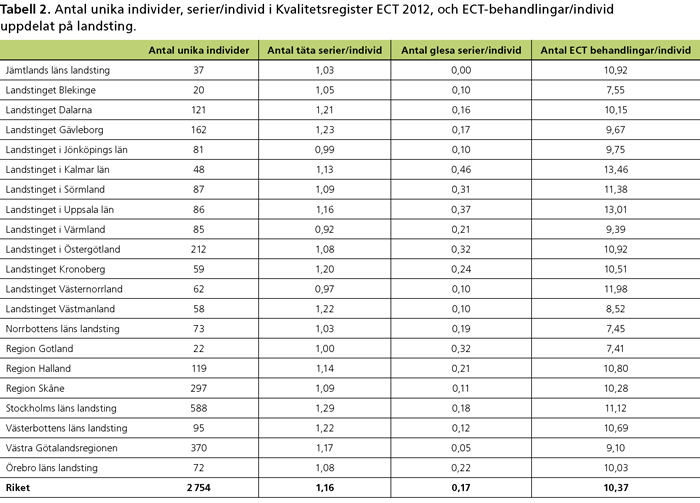 Tabell 2. Antal unika individer, serier/individ i Kvalitetsregister ECT 2012, och ECT-behandlingar/individ
uppdelat på landsting.
Antal unika individer Antal täta serier/individ Antal glesa serier/individ Antal ECT behandlingar/individ
Jämtlands läns landsting 37 1,03 0,00 10,92
Landstinget Blekinge 20 1,05 0,10 7,55
Landstinget Dalarna 121 1,21 0,16 10,15
Landstinget Gävleborg 162 1,23 0,17 9,67
Landstinget i Jönköpings län 81 0,99 0,10 9,75
Landstinget i Kalmar län 48 1,13 0,46 13,46
Landstinget i Sörmland 87 1,09 0,31 11,38
Landstinget i Uppsala län 86 1,16 0,37 13,01
Landstinget i Värmland 85 0,92 0,21 9,39
Landstinget i Östergötland 212 1,08 0,32 10,92
Landstinget Kronoberg 59 1,20 0,24 10,51
Landstinget Västernorrland 62 0,97 0,10 11,98
Landstinget Västmanland 58 1,22 0,10 8,52
Norrbottens läns landsting 73 1,03 0,19 7,45
Region Gotland 22 1,00 0,32 7,41
Region Halland 119 1,14 0,21 10,80
Region Skåne 297 1,09 0,11 10,28
Stockholms läns landsting 588 1,29 0,18 11,12
Västerbottens läns landsting 95 1,22 0,12 10,69
Västra Götalandsregionen 370 1,17 0,05 9,10
Örebro läns landsting 72 1,08 0,22 10,03
Riket 2 754 1,16 0,17 10,37